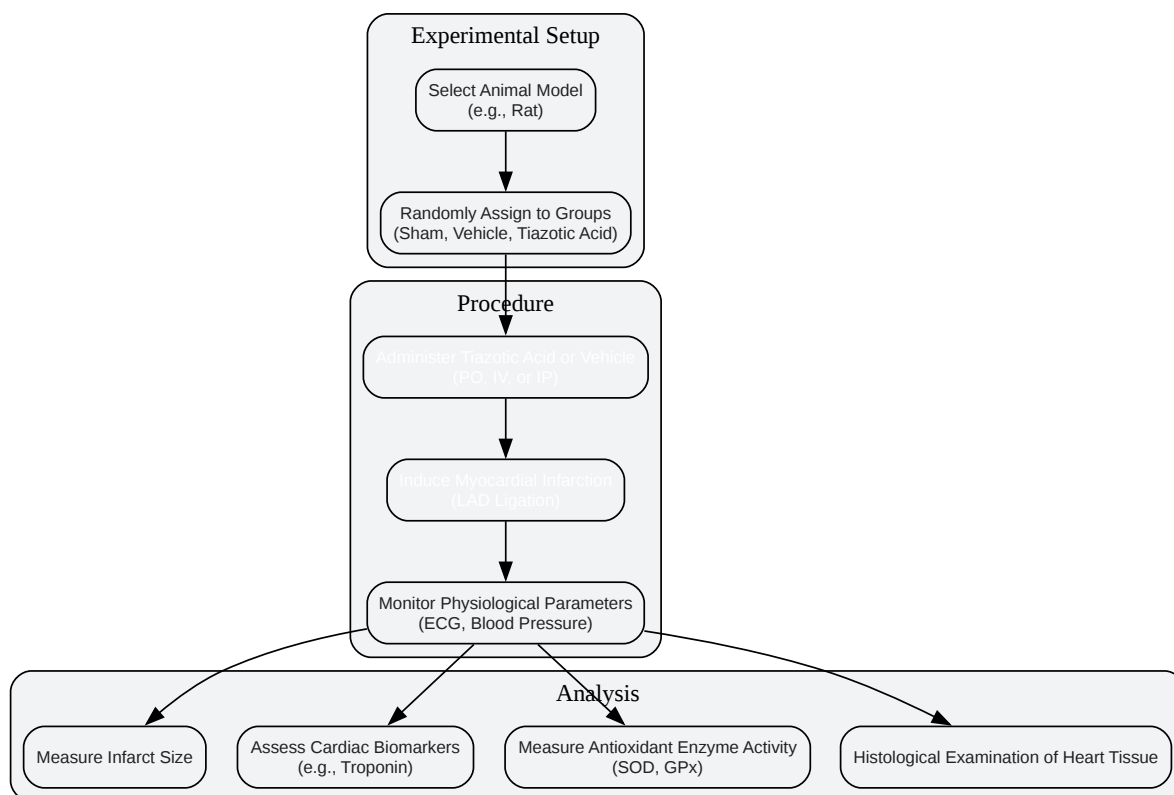 Experimental Setup
Select Animal Model
(e.g., Rat)
Randomly Assign to Groups
(Sham, Vehicle, Tiazotic Acid)
Procedure
Administer Tiazotic Acid or Vehicle
(PO, IV, or IP)
Induce Myocardial Infarction
(LAD Ligation)
Monitor Physiological Parameters
(ECG, Blood Pressure)
Analysis
Measure Infarct Size
Assess Cardiac Biomarkers
(e.g., Troponin)
Measure Antioxidant Enzyme Activity
(SOD, GPx)
Histological Examination of Heart Tissue